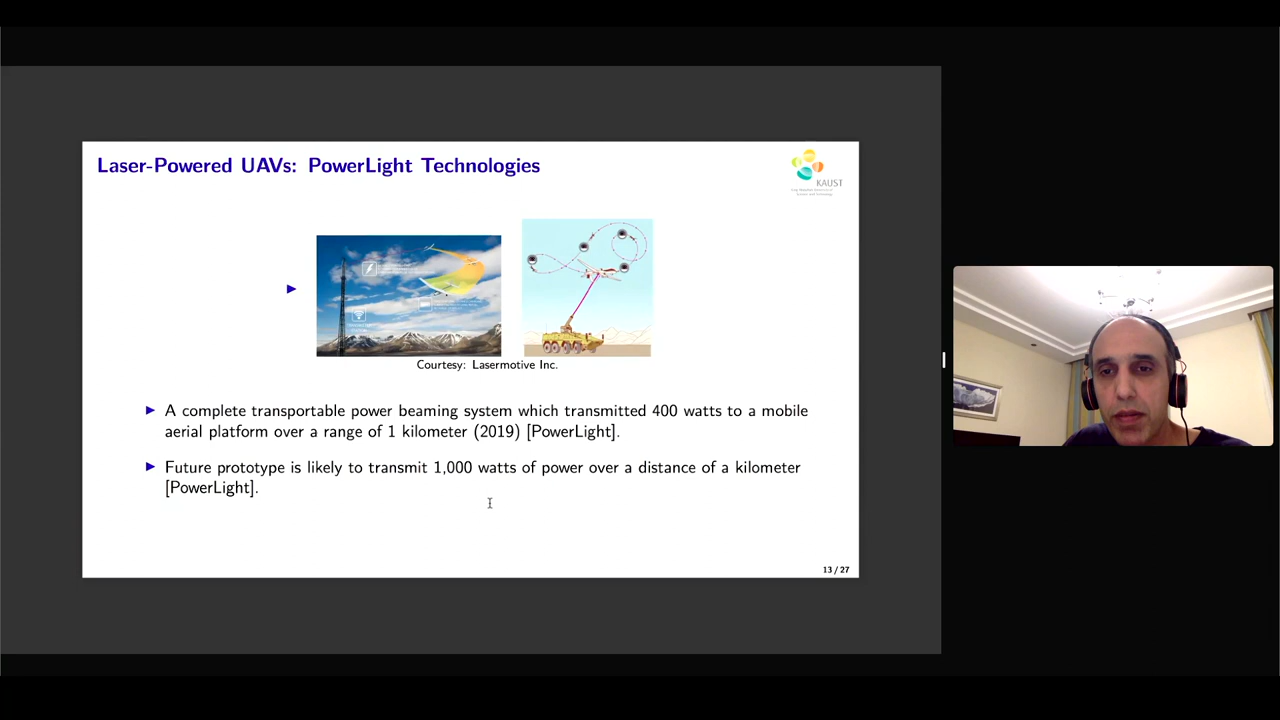 Laser-Powered UAVs: PowerLight Technologies
KAUST
Courtesy: Lasermotive Inc.
A complete transportable power beaming system which transmitted 400 watts to a mobile
aerial platform over a range of 1 kilometer (2019) [PowerLight].
Future prototype is likely to transmit 1,000 watts of power over a distance of a kilometer
[PowerLight].
13 / 27